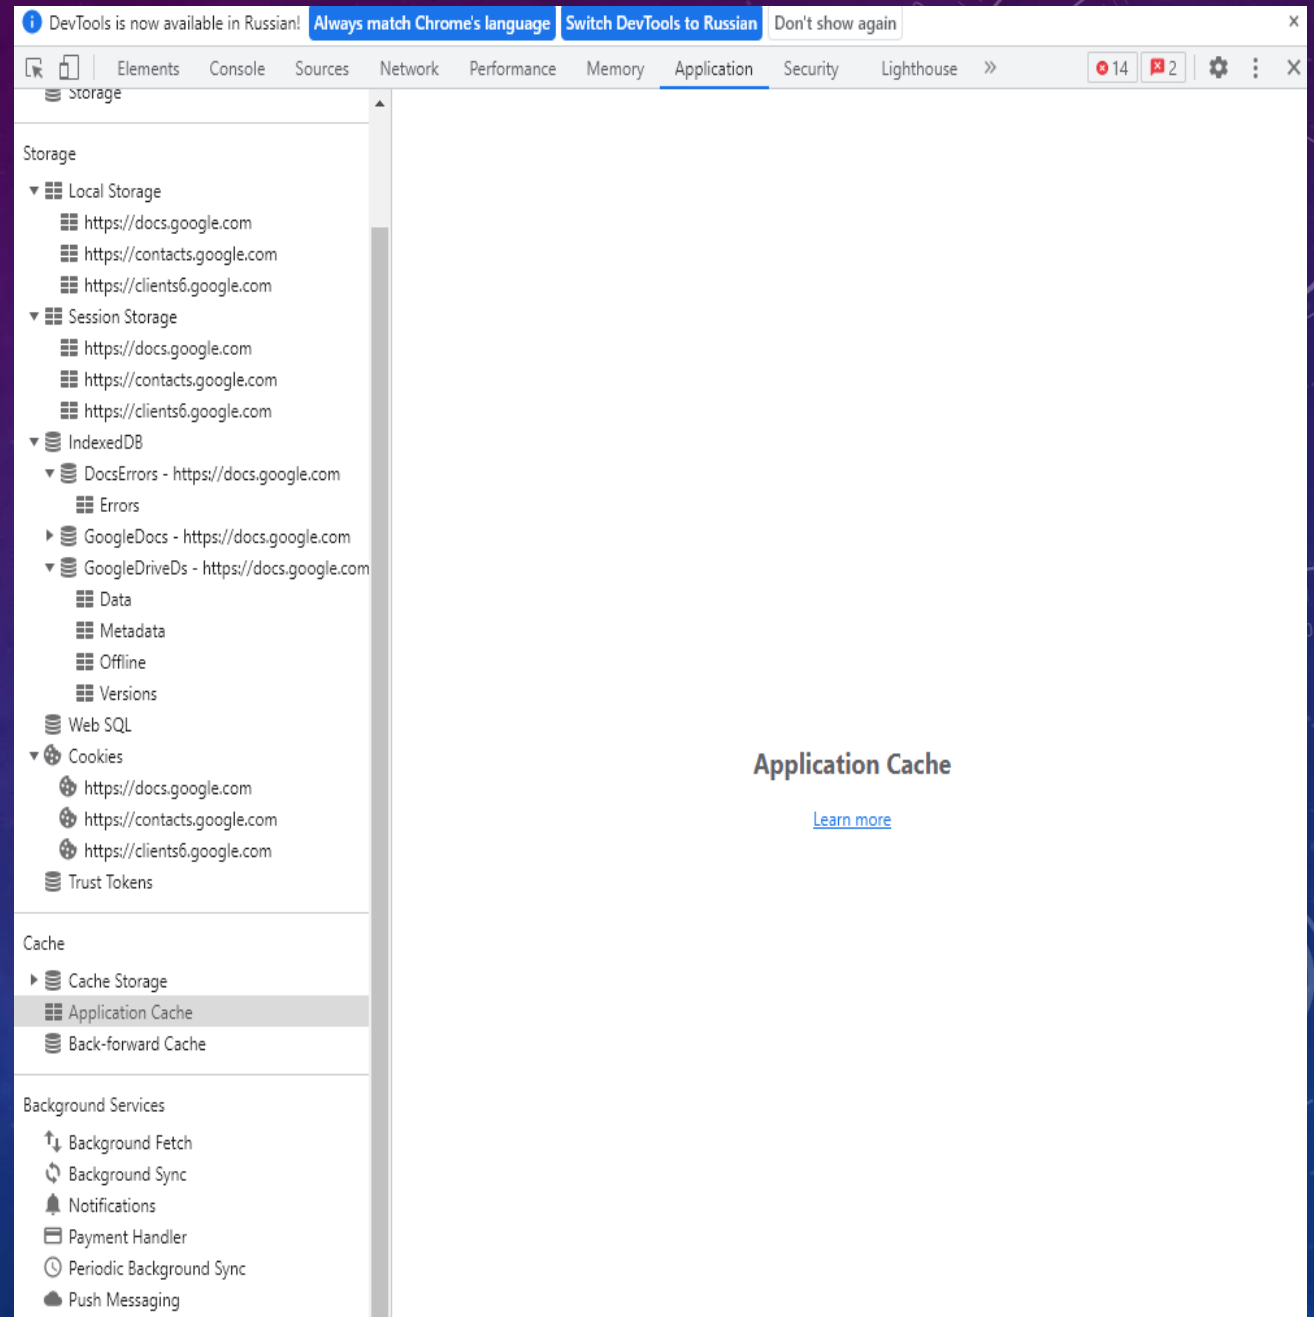 DevTools is now available in Russian! Always match Chrome's language Switch DevTools to Russian Don't show again
Elements Console Sources Network Performance Memory Application Security Lighthouse 14 2
Storage
Storage
Local Storage
https://docs.google.com
https://contacts.google.com
https://clients6.google.com
Session Storage
https://docs.google.com
https://contacts.google.com
https://clients6.google.com
IndexedDB
DocsErrors - https://docs.google.com
Errors
GoogleDocs - https://docs.google.com
GoogleDriveDs - https://docs.google.com
Data
Metadata
Offline
Versions
Web SQL
Cookies
https://docs.google.com
https://contacts.google.com
https://clients6.google.com
Trust Tokens
Cache
Cache Storage
Application Cache
Back-forward Cache
Background Services
Background Fetch
Background Sync
Notifications
Payment Handler
Periodic Background Sync
Push Messaging
Application Cache
Learn more